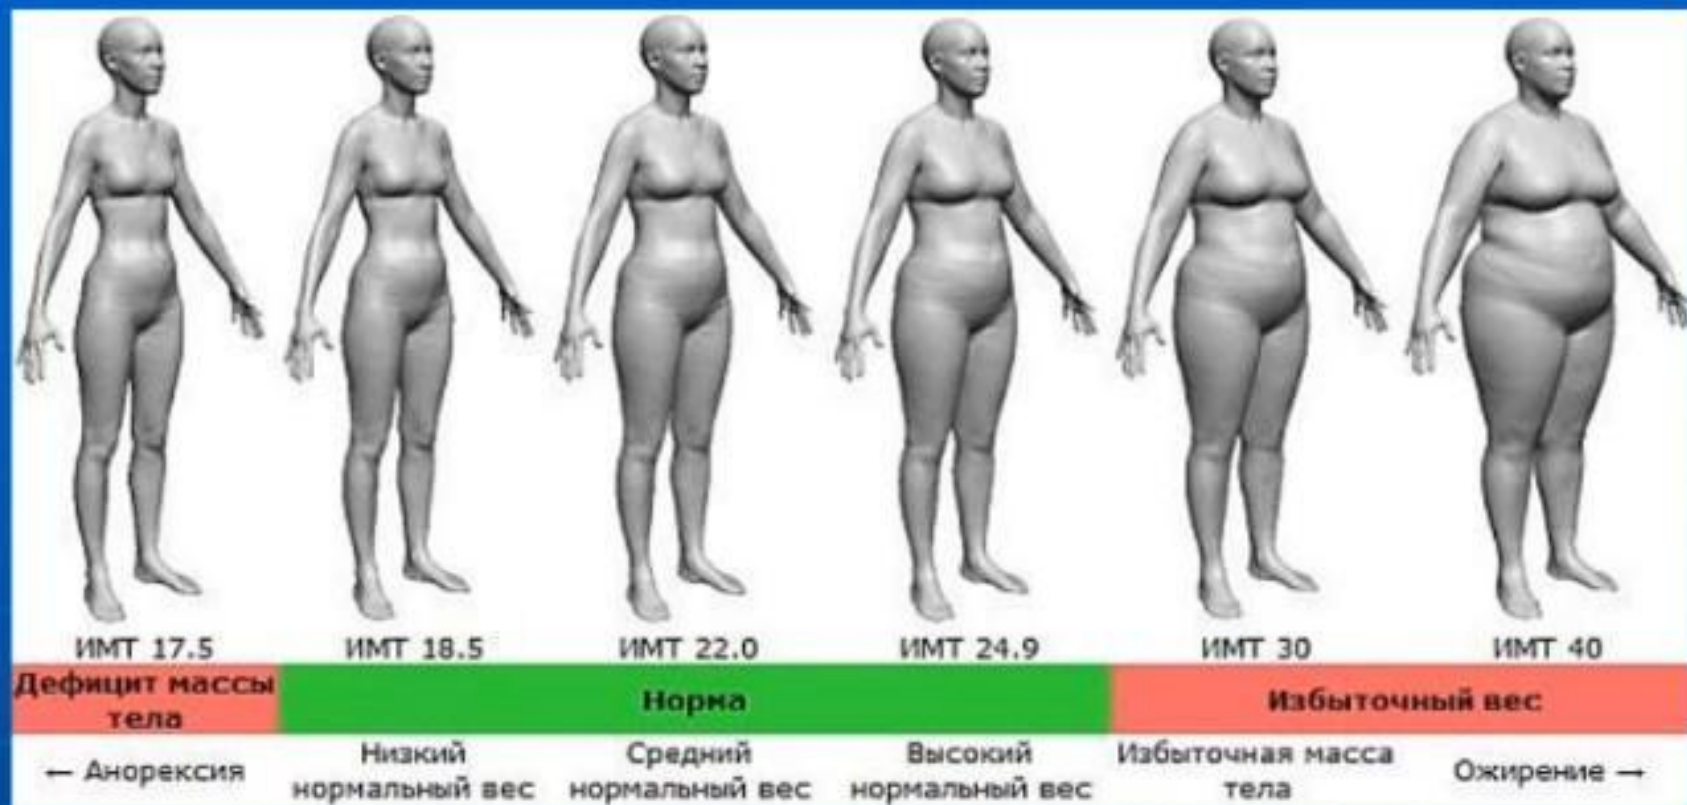 ИМТ 17.5 ИМТ 18.5 ИМТ 22.0 ИМТ 24.9 ИМТ 30 ИМТ 40
Дефицит массы
тела
Норма
Избыточный вес
← Анорексия
Низкий
нормальный вес
Средний
нормальный вес
Высокий
нормальный вес
Избыточная масса
тела
Ожирение →